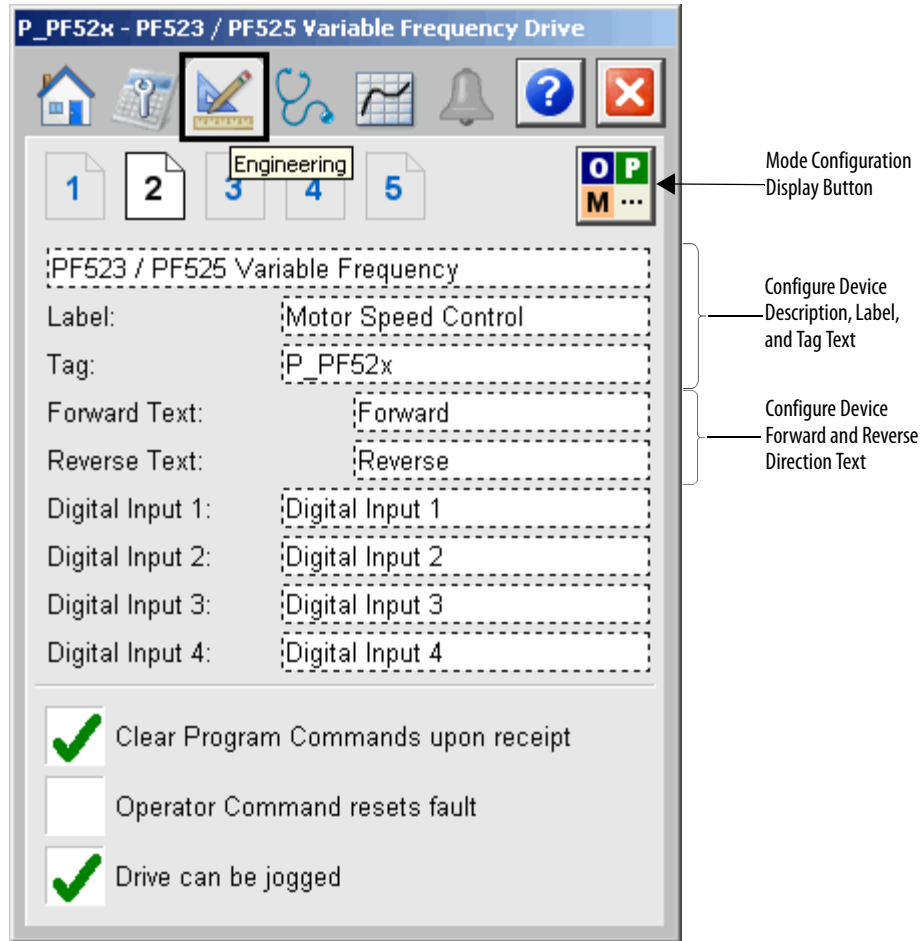 P_PF52x - PF523 / PF525 Variable Frequency Drive
?
1 2 3 4 5
Engineering
O P
M ...
Mode Configuration
Display Button
PF523 / PF525 Variable Frequency
Label: Motor Speed Control
Tag: P_PF52x
Configure Device
Description, Label,
and Tag Text
Forward Text: Forward
Reverse Text: Reverse
Configure Device
Forward and Reverse
Direction Text
Digital Input 1: Digital Input 1
Digital Input 2: Digital Input 2
Digital Input 3: Digital Input 3
Digital Input 4: Digital Input 4
Clear Program Commands upon receipt
Operator Command resets fault
Drive can be jogged